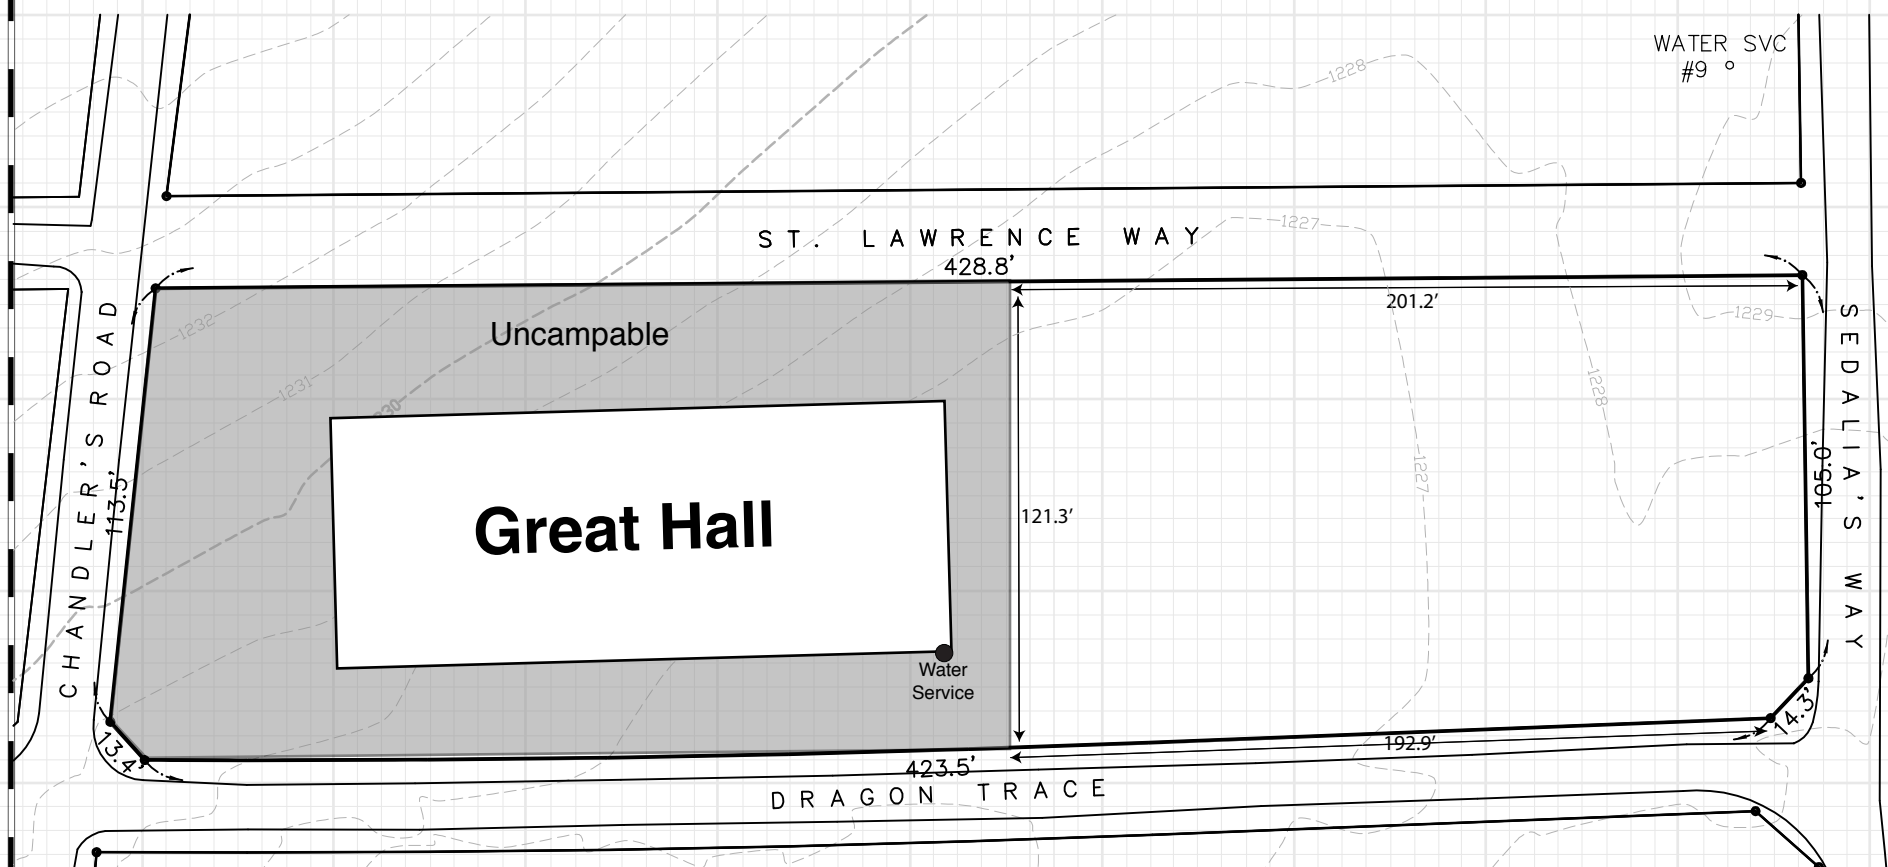 WATER SVC
#9
1228
ST. LAWRENCE WAY
1227
428.8'
201.2'
1229
1232
Uncampable
1231
1228
CHANDLER'S ROAD
113.5'
Great Hall
121.3'
1227
105.0'
SEDALIA'S WAY
Water
Service
13.4'
14.3'
192.9'
423.5'
DRAGON TRACE